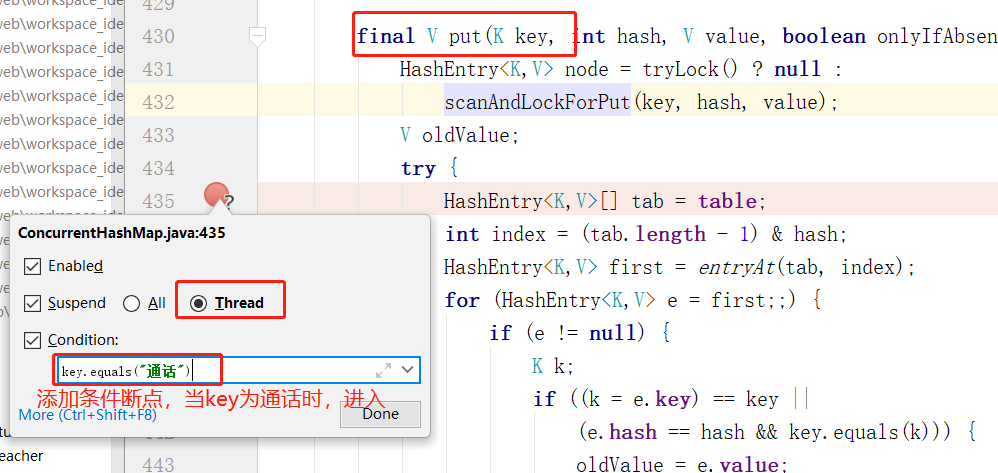 429
430 final V put(K key, int hash, V value, boolean onlyIfAbsen
431 HashEntry<K,V> node = tryLock() ? null :
432 scanAndLockForPut(key, hash, value);
433 V oldValue;
434 try {
435 HashEntry<K,V>[] tab = table;
int index = (tab.length - 1) & hash;
HashEntry<K,V> first = entryAt(tab, index);
for (HashEntry<K,V> e = first;;) {
if (e != null) {
K k;
if ((k = e.key) == key ||
(e.hash == hash && key.equals(k))) {
443 oldValue = e.value;
web\workspace_ide
web\workspace_ide
web\workspace_ide
web\workspace_ide
web\workspace_ide
web\workspace_ide
web\workspace_ide
ConcurrentHashMap.java:435
Enabled
Suspend All Thread
Condition:
key.equals("通话")
添加条件断点，当key为通话时，进入
More (Ctrl+Shift+F8) Done
eacher